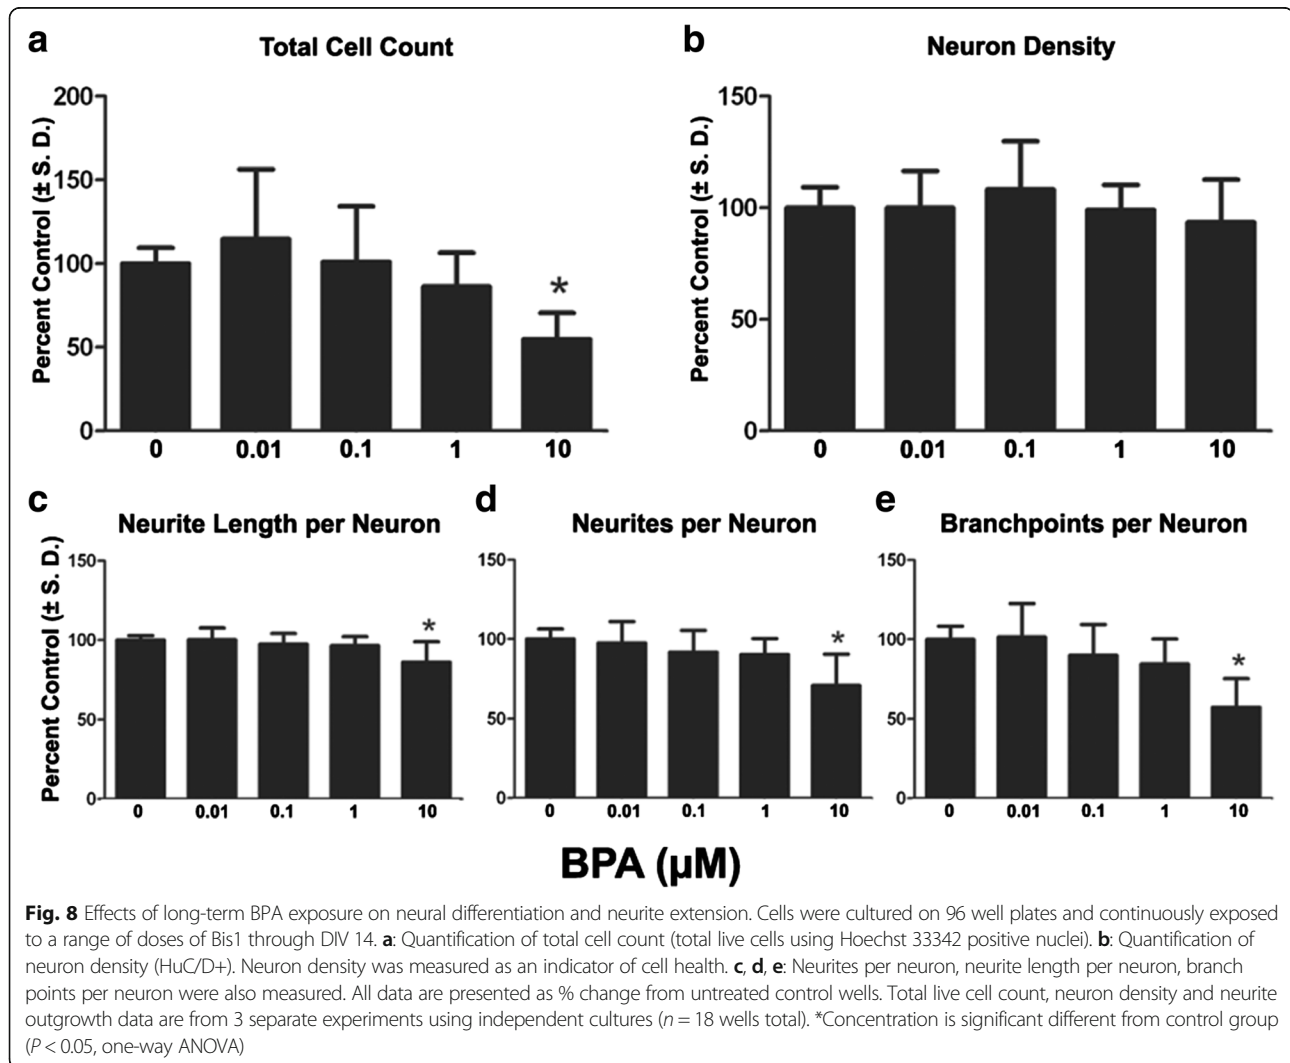 a
Total Cell Count
Percent Control (± S. D.)
200
150
100
50
0
*
0 0.01 0.1 1 10
b
Neuron Density
Percent Control (± S. D.)
150
100
50
0
0 0.01 0.1 1 10
c
Neurite Length per Neuron
Percent Control (± S. D.)
150
100
50
0
*
0 0.01 0.1 1 10
d
Neurites per Neuron
150
100
50
0
*
0 0.01 0.1 1 10
e
Branchpoints per Neuron
150
100
50
0
*
0 0.01 0.1 1 10
BPA (µM)
Fig. 8 Effects of long-term BPA exposure on neural differentiation and neurite extension. Cells were cultured on 96 well plates and continuously exposed
to a range of doses of Bis1 through DIV 14. a: Quantification of total cell count (total live cells using Hoechst 33342 positive nuclei). b: Quantification of
neuron density (HuC/D+). Neuron density was measured as an indicator of cell health. c, d, e: Neurites per neuron, neurite length per neuron, branch
points per neuron were also measured. All data are presented as % change from untreated control wells. Total live cell count, neuron density and neurite
outgrowth data are from 3 separate experiments using independent cultures (n = 18 wells total). *Concentration is significant different from control group
(P < 0.05, one-way ANOVA)